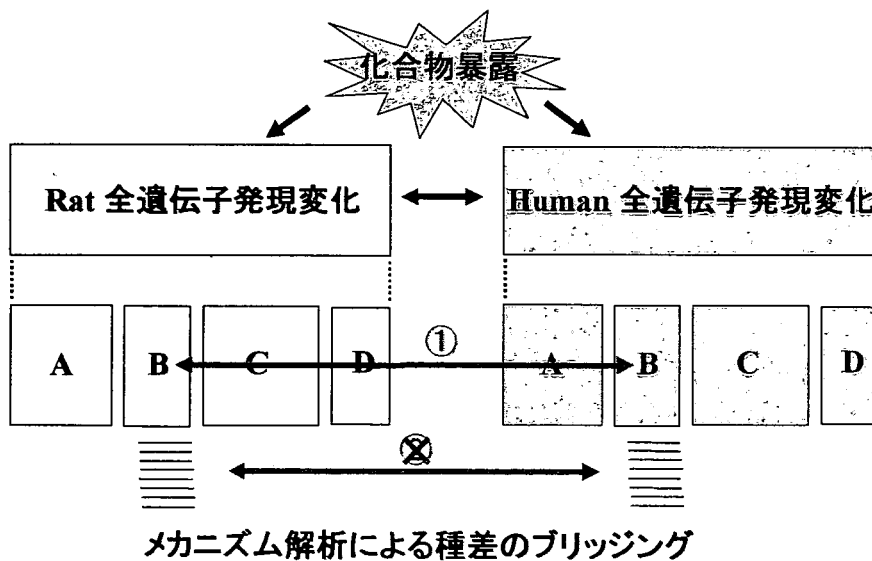 化合物暴露
Rat 全遺伝子発現変化
Human 全遺伝子発現変化
A B C D A B C D
①
②
メカニズム解析による種差のブリッジング